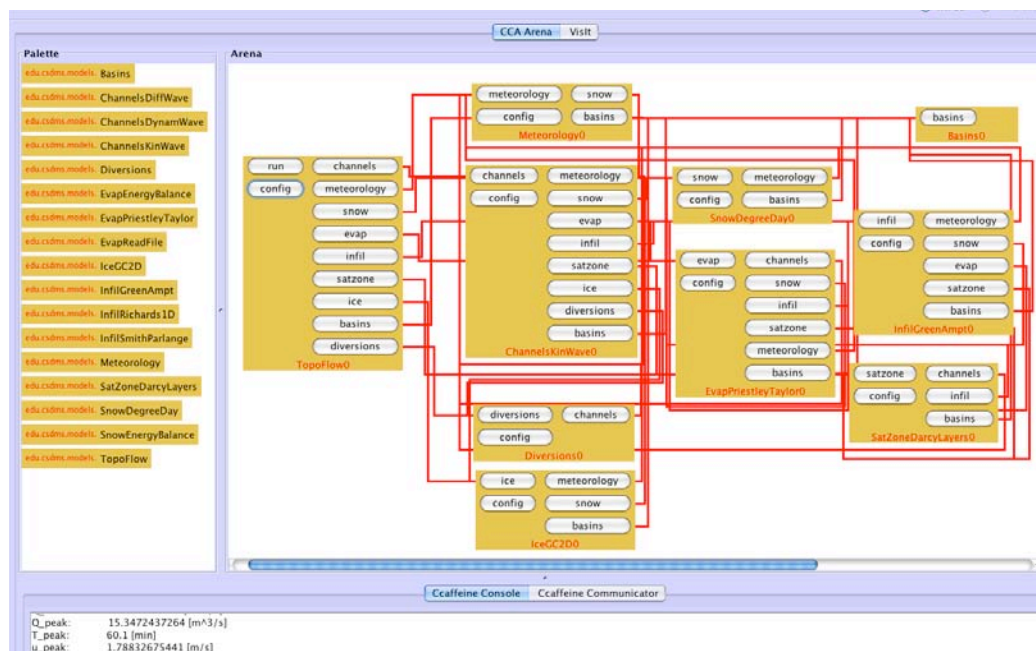 CCA Arena VisIt
Palette
edu.csdms.models. Basins
edu.csdms.models. ChannelsDiffWave
edu.csdms.models. ChannelsDynamWave
edu.csdms.models. ChannelsKinWave
edu.csdms.models. Diversions
edu.csdms.models. EvapEnergyBalance
edu.csdms.models. EvapPriestleyTaylor
edu.csdms.models. EvapReadFile
edu.csdms.models. IceGC2D
edu.csdms.models. InfilGreenAmpt
edu.csdms.models. InfilRichards1D
edu.csdms.models. InfilSmithParlange
edu.csdms.models. Meteorology
edu.csdms.models. SatZoneDarcyLayers
edu.csdms.models. SnowDegreeDay
edu.csdms.models. SnowEnergyBalance
edu.csdms.models. TopoFlow
Arena
run channels
config meteorology
snow
evap
infil
satzone
ice
basins
diversions
TopoFlow0
meteorology snow
config basins
Meteorology0
channels meteorology
config snow
evap
infil
satzone
ice
diversions
basins
ChannelsKinWave0
diversions channels
config
Diversions0
ice meteorology
config snow
basins
IceGC2D0
snow meteorology
config basins
SnowDegreeDay0
evap channels
config snow
infil
satzone
meteorology
basins
EvapPriestleyTaylor0
basins
Basins0
infil meteorology
config snow
evap
satzone
basins
InfilGreenAmpt0
satzone channels
config infil
basins
SatZoneDarcyLayers0
Ccaffeine Console Ccaffeine Communicator
Q_peak: 15.3472437264 [m^3/s]
T_peak: 60.1 [min]
u_peak: 1.78832675441 [m/s]